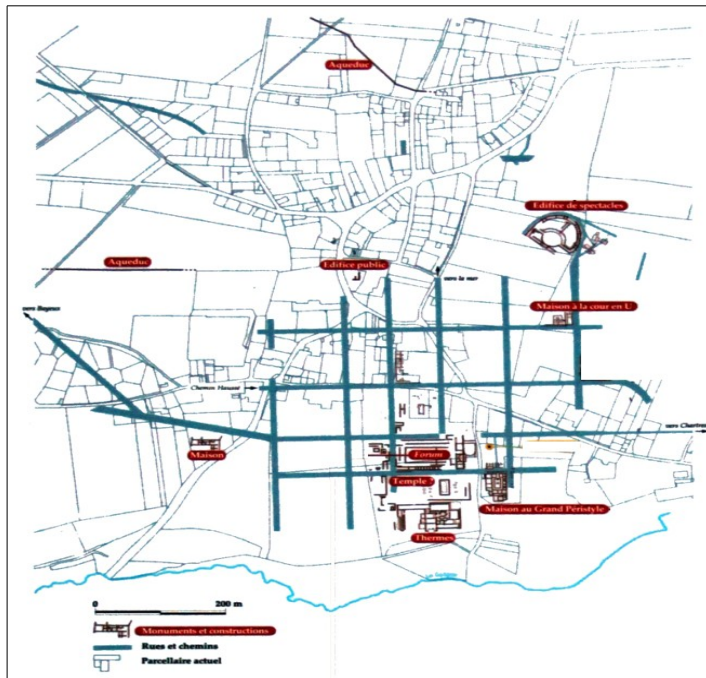 Aqueduc
Edifice de spectacles
Aqueduc
Edifice public
vers la mer
Maison à la cour en U
vers Bayeux
Chemin Haussé
vers Chartres
Maison
Forum
Temple ?
Maison au Grand Péristyle
Thermes
0 200 m
Monuments et constructions
Rues et chemins
Parcellaire actuel